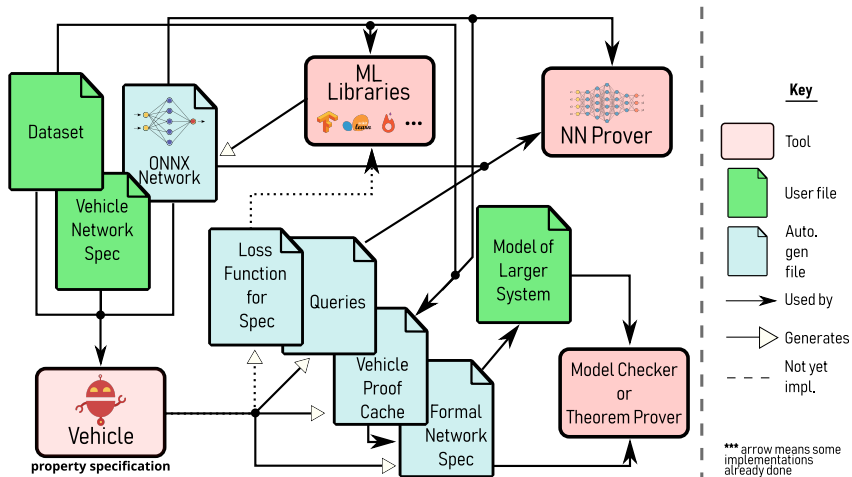 ML
Libraries
learn
NN Prover
Dataset
ONNX
Network
Vehicle
Network
Spec
Loss
Function
for
Spec
Queries
Model of
Larger
System
Vehicle
Proof
Cache
Formal
Network
Spec
Model Checker
or
Theorem Prover
Vehicle
property specification
Key
Tool
User file
Auto.
gen
file
Used by
Generates
Not yet
impl.
*** arrow means some
implementations
already done